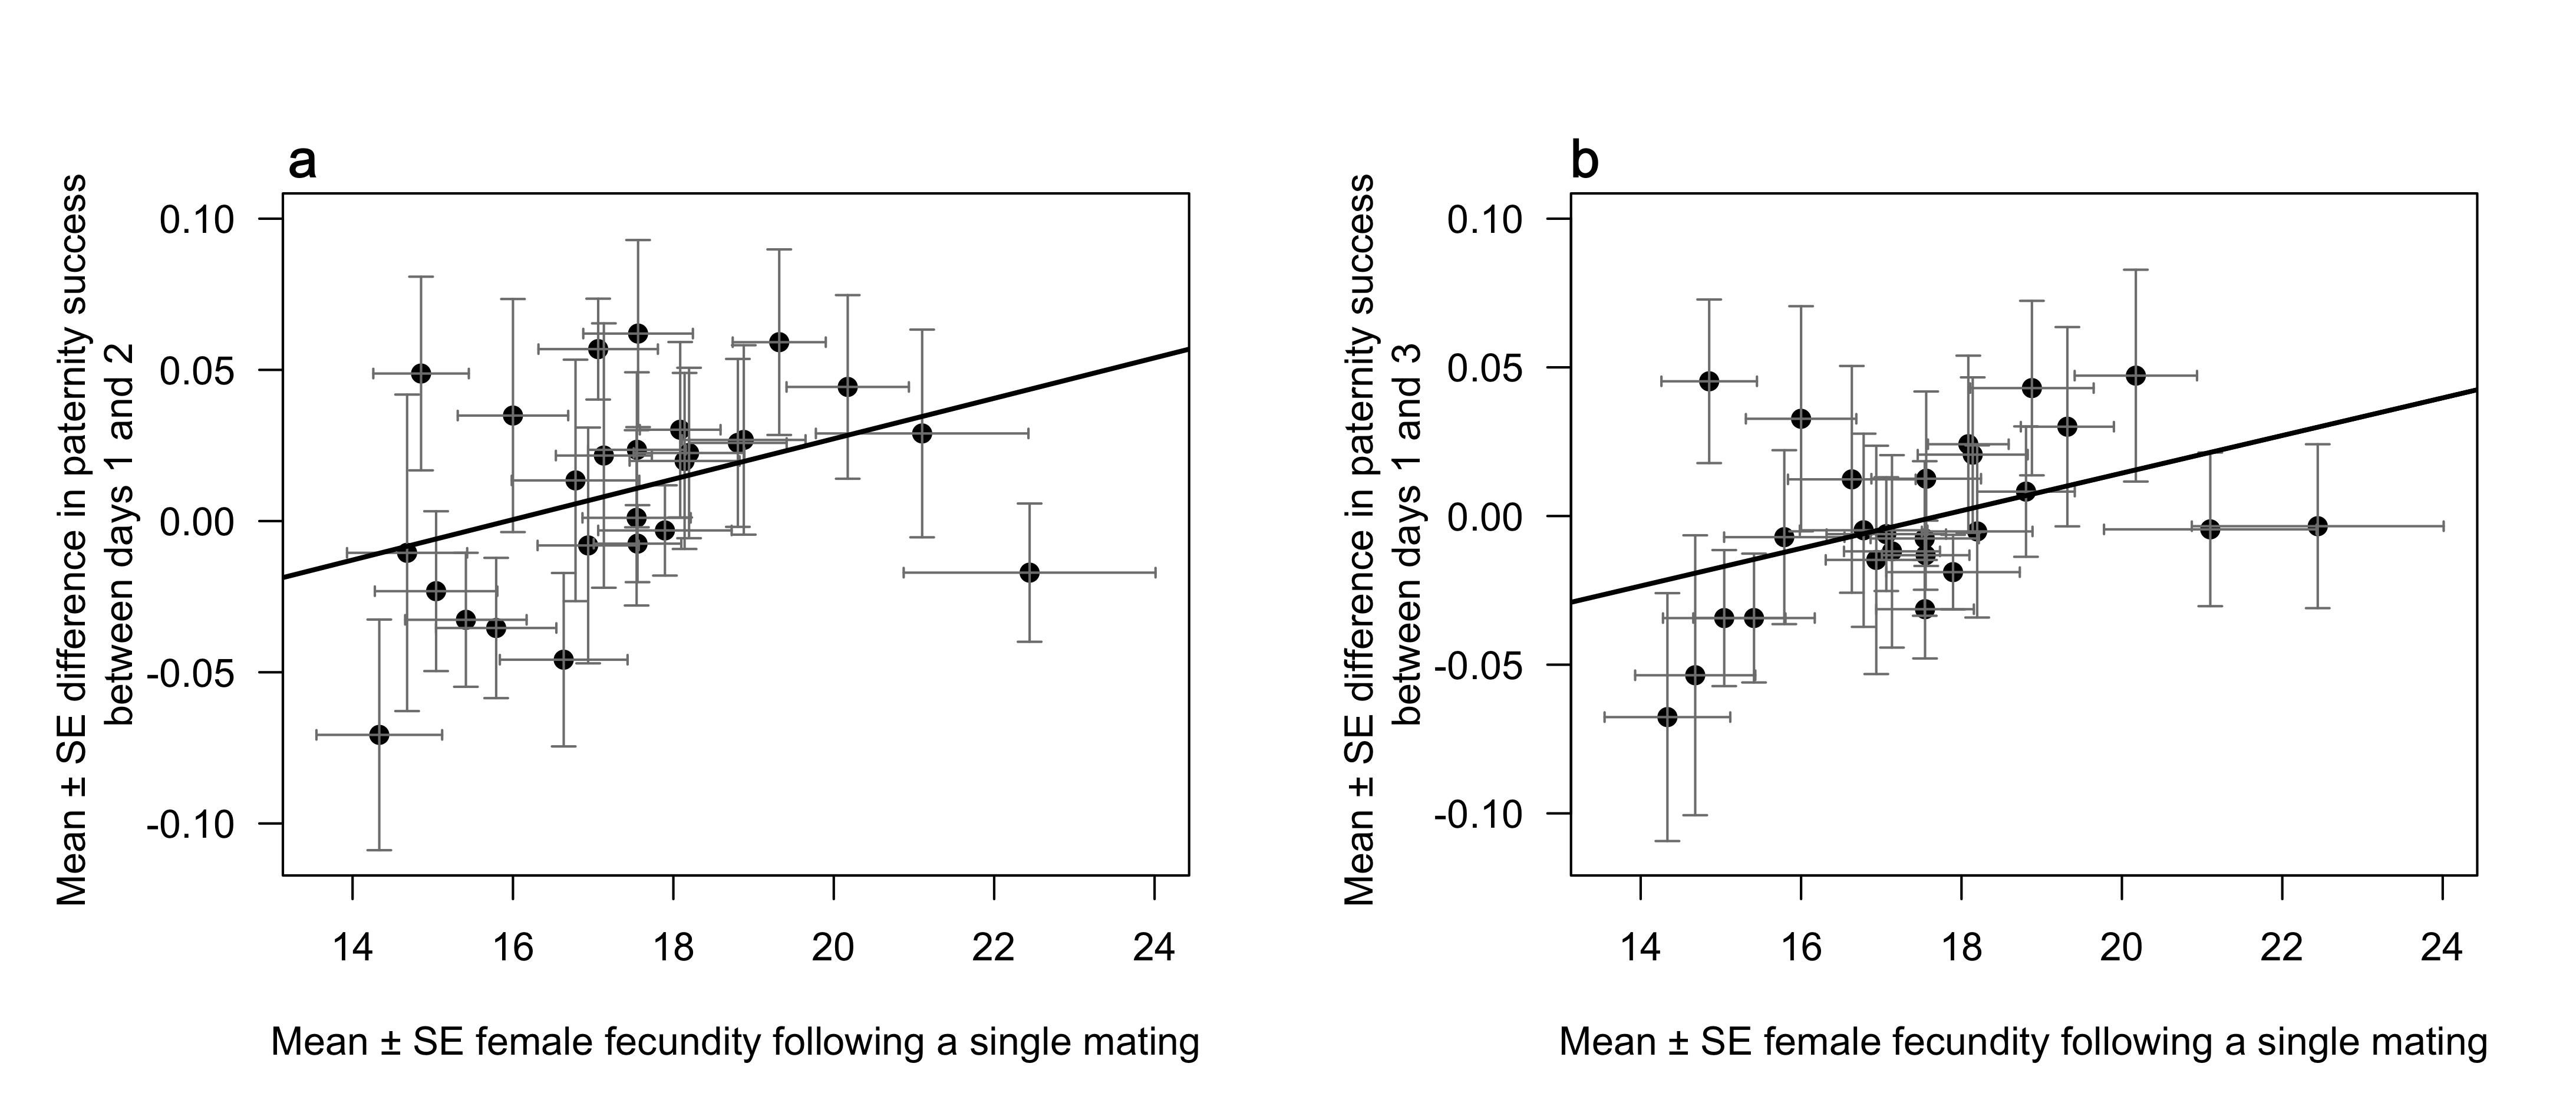 a
Mean ± SE difference in paternity success
between days 1 and 2
0.10
0.05
0.00
-0.05
-0.10
14 16 18 20 22 24
Mean ± SE female fecundity following a single mating
b
Mean ± SE difference in paternity success
between days 1 and 3
0.10
0.05
0.00
-0.05
-0.10
14 16 18 20 22 24
Mean ± SE female fecundity following a single mating